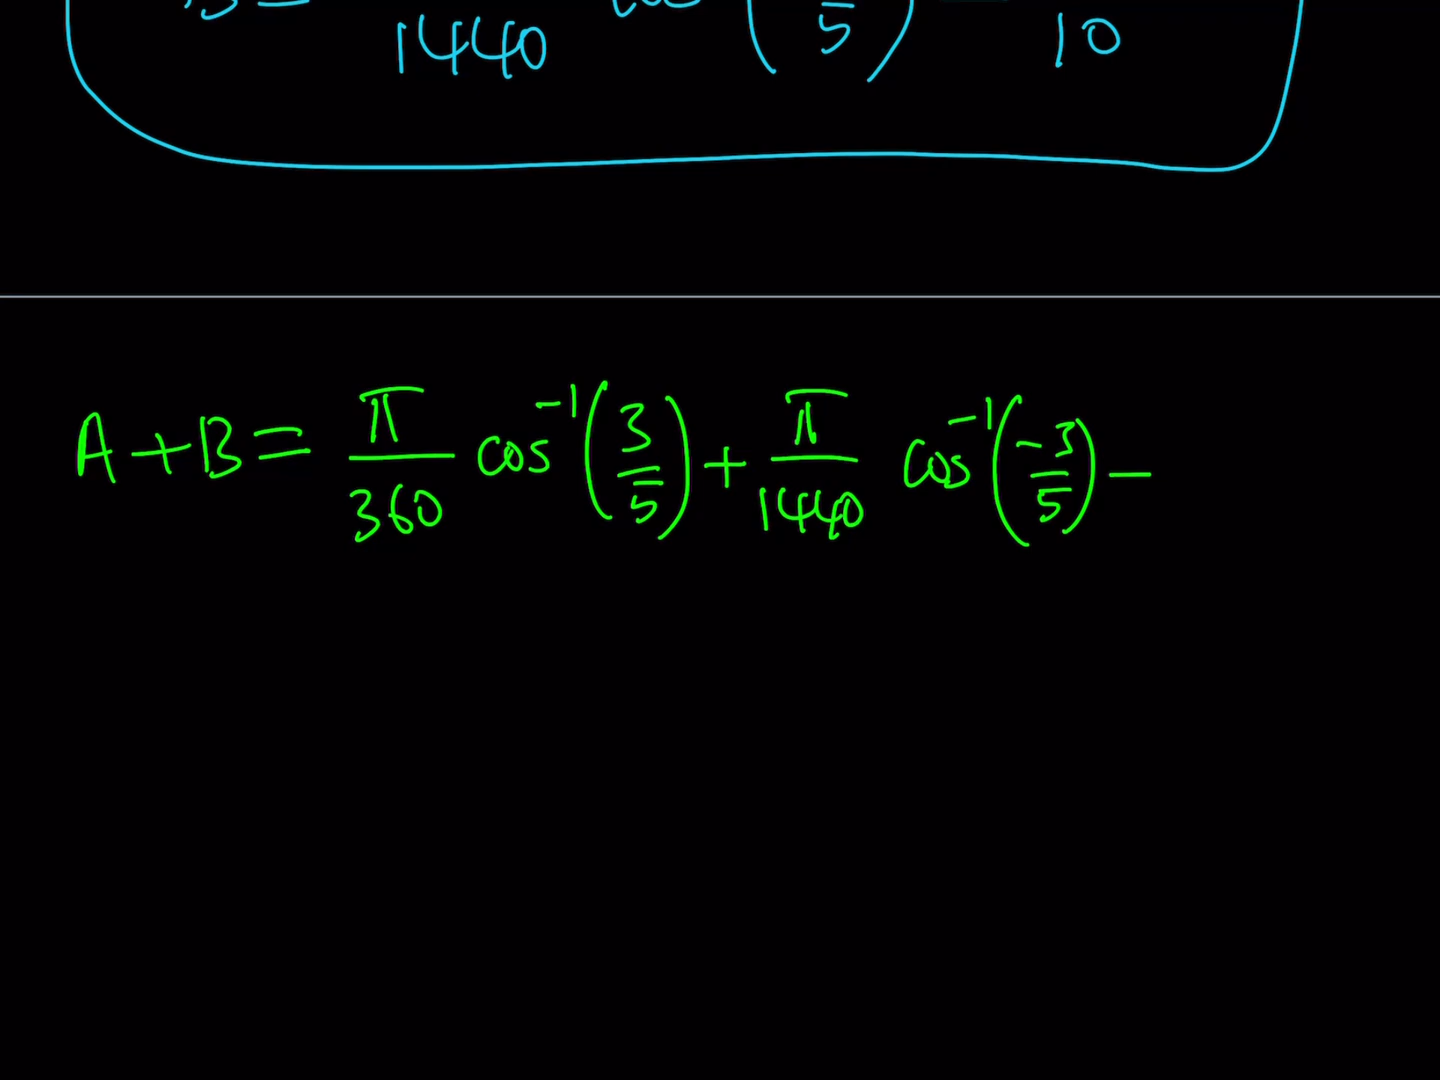 B = 1440 cos ( 5 ) 10
A + B = π/360 cos⁻¹(3/5) + π/1440 cos⁻¹(-3/5) −